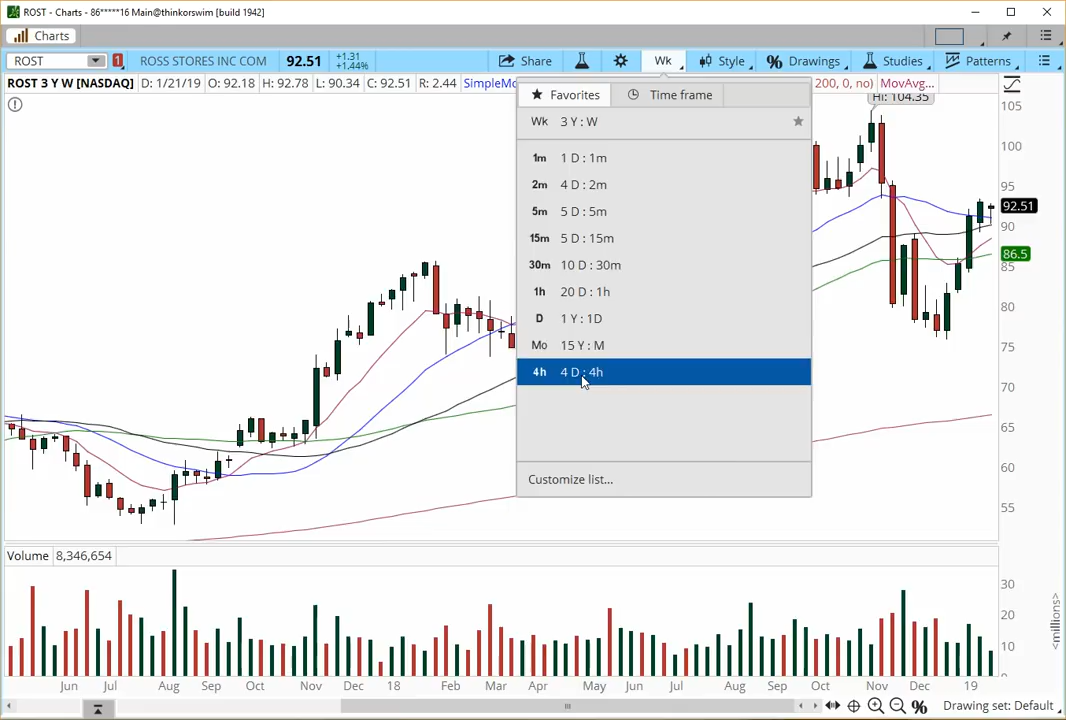 ROST - Charts - 86*****16 Main@thinkorswim [build 1942]
Charts
ROST 1 ROSS STORES INC COM 92.51 +1.31 +1.44% Share Wk Style Drawings Studies Patterns
ROST 3 Y W [NASDAQ] D: 1/21/19 O: 92.18 H: 92.78 L: 90.34 C: 92.51 R: 2.44 SimpleMo 200, 0, no) MovAvg...
Favorites Time frame
Hi: 104.35
Wk 3 Y : W
1m 1 D : 1m
2m 4 D : 2m
5m 5 D : 5m
15m 5 D : 15m
30m 10 D : 30m
1h 20 D : 1h
D 1 Y : 1D
Mo 15 Y : M
4h 4 D : 4h
Customize list...
105
100
95
92.51
90
86.5
85
80
75
70
65
60
55
Volume 8,346,654
30
20
10
<millions>
Jun Jul Aug Sep Oct Nov Dec 18 Feb Mar Apr May Jun Jul Aug Sep Oct Nov Dec 19
Drawing set: Default